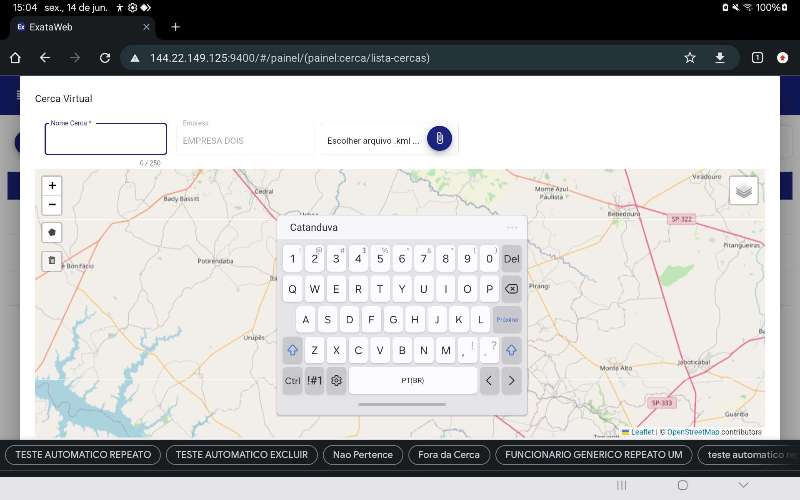 15:04 sex., 14 de jun. 100%
ExataWeb
144.22.149.125:9400/#/painel/(painel:cerca/lista-cercas)
1
Cerca Virtual
Nome Cerca *
Empresa
EMPRESA DOIS
Escolher arquivo .kml ...
0 / 250
Viradouro
+
−
Bady Bassitt
Cedral
Monte Azul
Paulista
Bebedouro
SP-322
Pitangueiras
Potirendaba
e Bonifácio
Catanduva
...
1 2 3 4 5 6 7 8 9 0 Del
Q W E R T Y U I O P
Pirangi
A S D F G H J K L Próximo
Urupês
Z X C V B N M , ! . ?
Jaboticabal
Monte Alto
Ctrl !#1 PT(BR) < >
SP-333
Guariba
Leaflet | © OpenStreetMap contributors
TESTE AUTOMATICO REPEATO
TESTE AUTOMATICO EXCLUIR
Nao Pertence
Fora da Cerca
FUNCIONARIO GENERICO REPEATO UM
teste automatico re